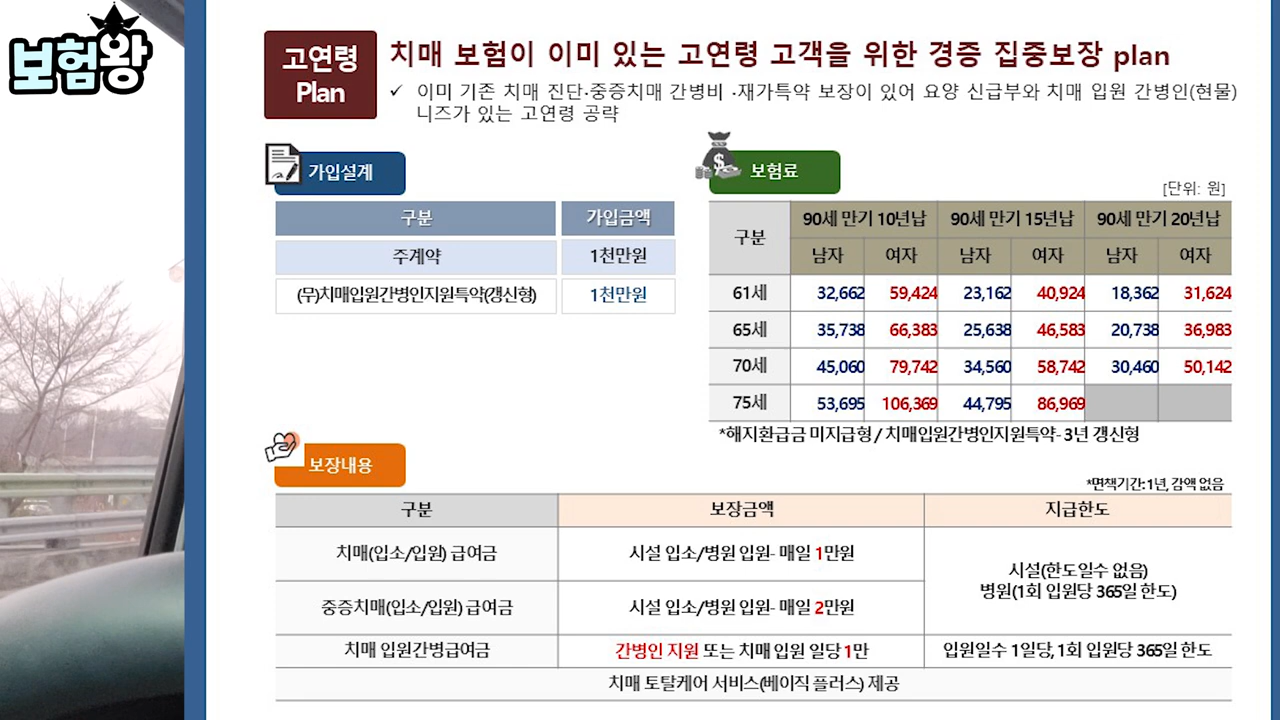 보험왕
고연령
Plan
치매 보험이 이미 있는 고연령 고객을 위한 경증 집중보장 plan
✓ 이미 기존 치매 진단·중증치매 간병비 ·재가특약 보장이 있어 요양 신급부와 치매 입원 간병인(현물)
니즈가 있는 고연령 공략
가입설계
구분 가입금액
주계약 1천만원
(무)치매입원간병인지원특약(갱신형) 1천만원
$ 보험료
[단위: 원]
구분 90세 만기 10년납 90세 만기 15년납 90세 만기 20년납
남자 여자 남자 여자 남자 여자
61세 32,662 59,424 23,162 40,924 18,362 31,624
65세 35,738 66,383 25,638 46,583 20,738 36,983
70세 45,060 79,742 34,560 58,742 30,460 50,142
75세 53,695 106,369 44,795 86,969
*해지환급금 미지급형 / 치매입원간병인지원특약- 3년 갱신형
보장내용
*면책기간: 1년, 감액 없음
구분 보장금액 지급한도
치매(입소/입원) 급여금 시설 입소/병원 입원- 매일 1만원
시설(한도일수 없음)
병원(1회 입원당 365일 한도)
중증치매(입소/입원) 급여금 시설 입소/병원 입원- 매일 2만원
치매 입원간병급여금 간병인 지원 또는 치매 입원 일당 1만 입원일수 1일당, 1회 입원당 365일 한도
치매 토탈케어 서비스(베이직 플러스) 제공